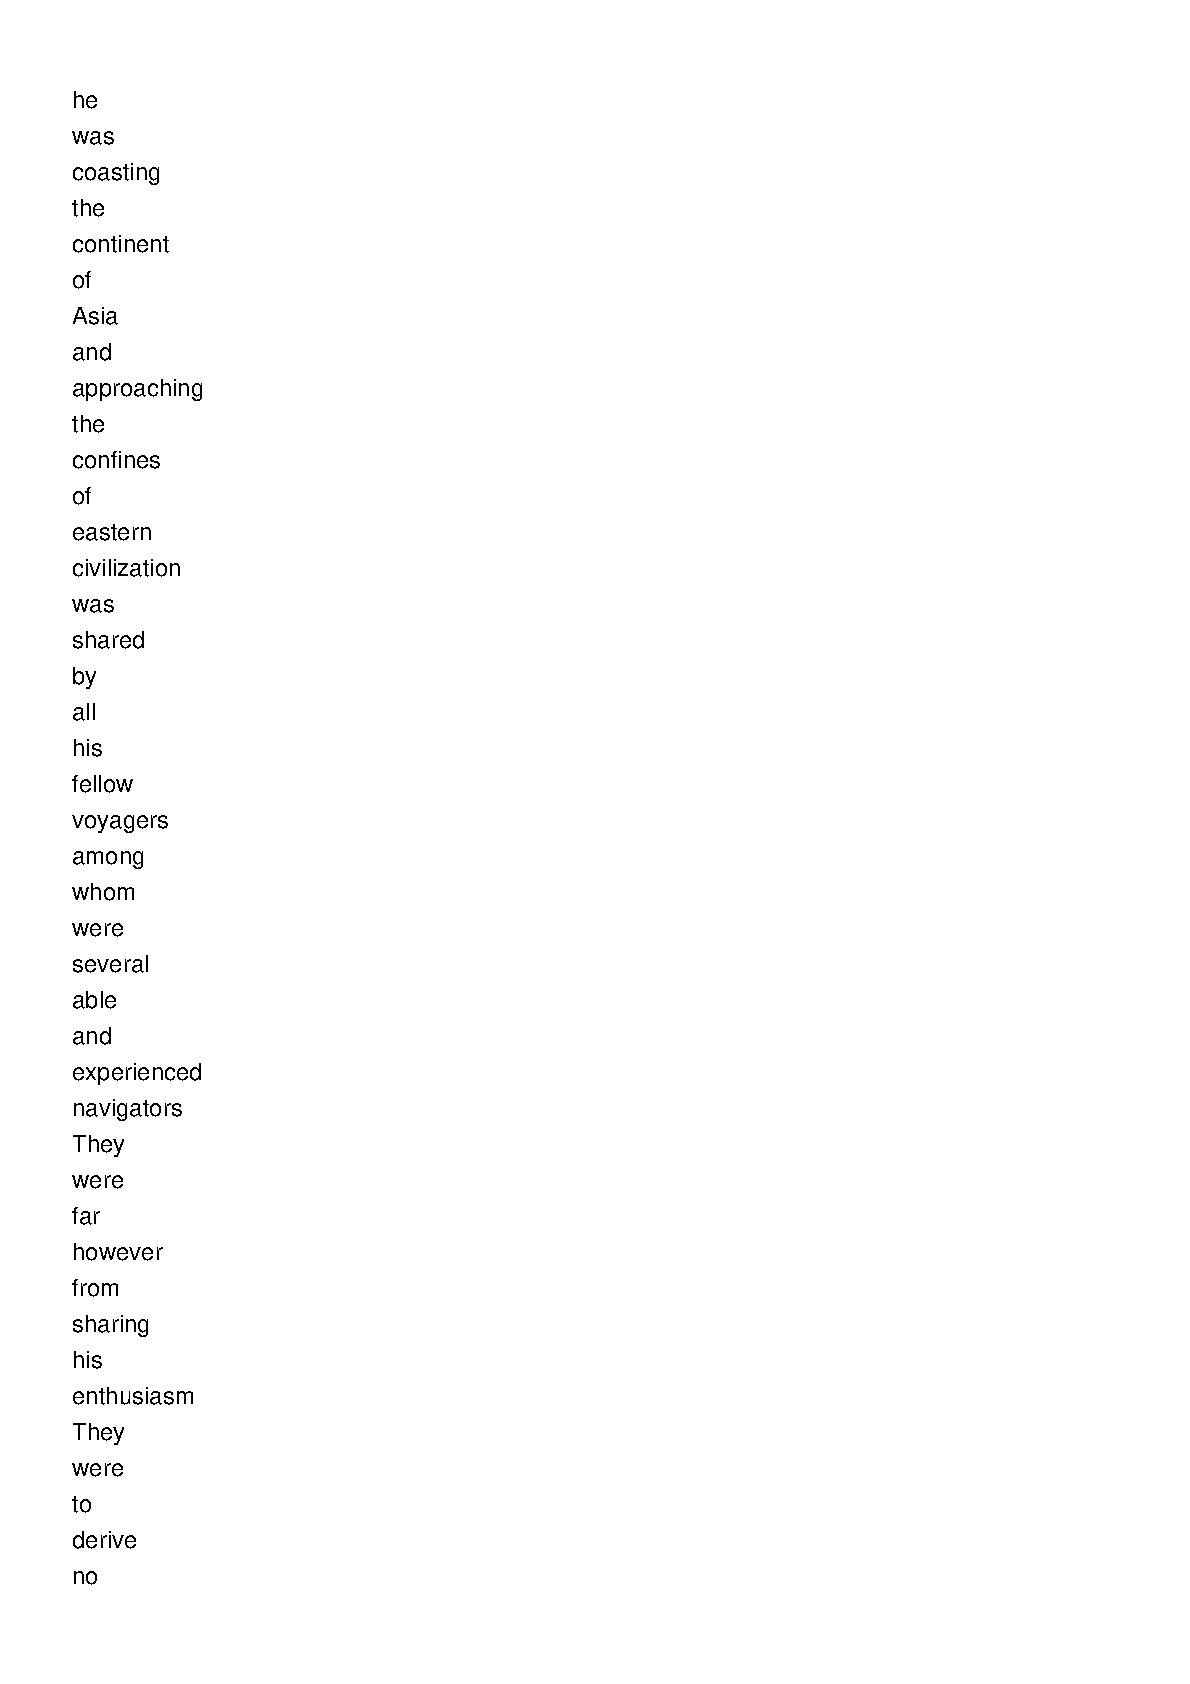 he
was
coasting
the
continent
of
Asia
and
approaching
the
confines
of
eastern
civilization
was
shared
by
all
his
fellow
voyagers
among
whom
were
several
able
and
experienced
navigators
They
were
far
however
from
sharing
his
enthusiasm
They
were
to
derive
no